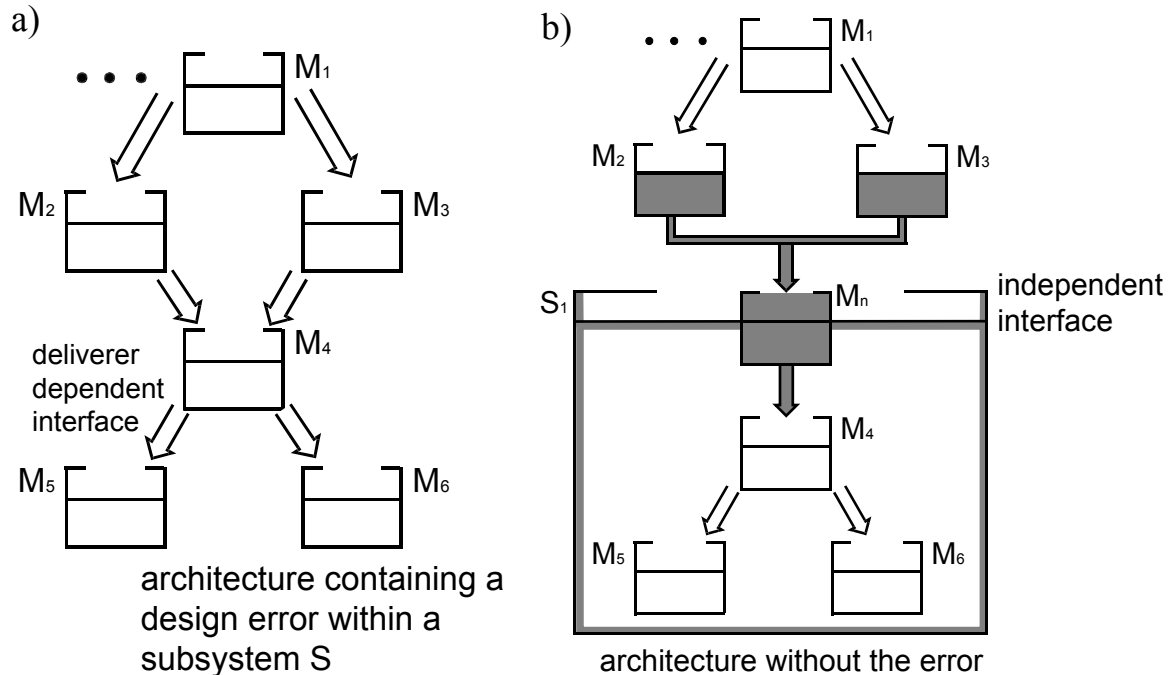 a)
• • •
M1
M2
M3
deliverer
dependent
interface
M4
M5
M6
architecture containing a
design error within a
subsystem S
b)
• • •
M1
M2
M3
S1
Mn
independent
interface
M4
M5
M6
architecture without the error